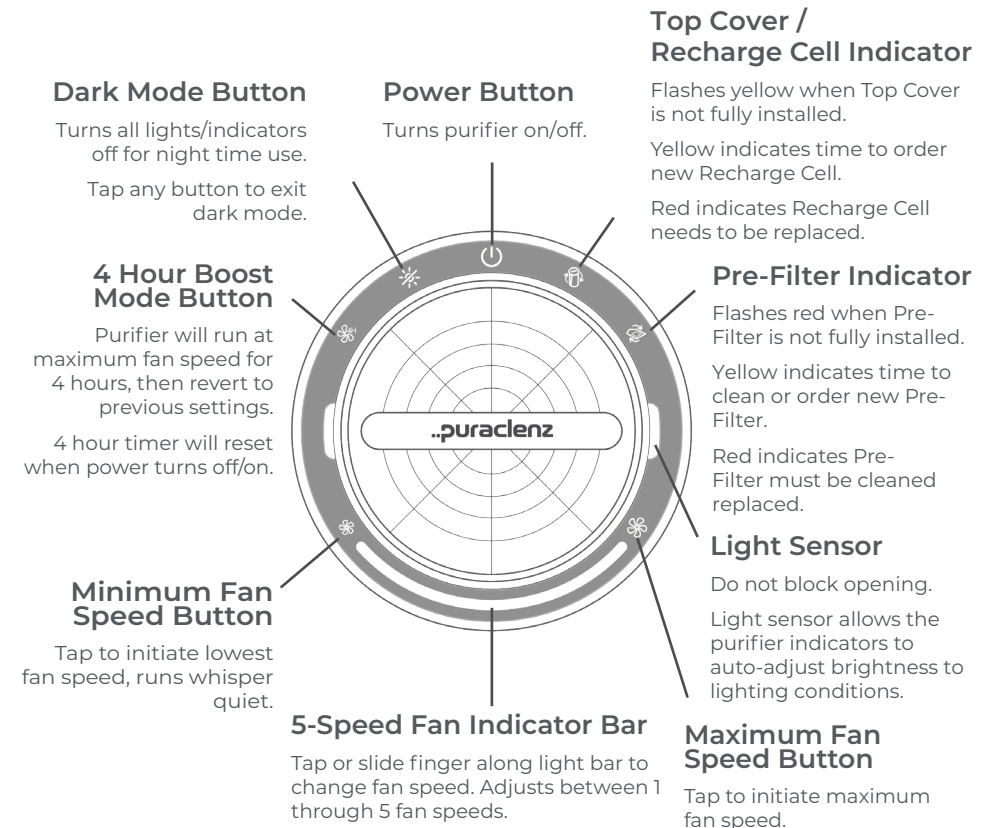 Top Cover /
Recharge Cell Indicator
Flashes yellow when Top Cover
is not fully installed.
Yellow indicates time to order
new Recharge Cell.
Red indicates Recharge Cell
needs to be replaced.
Dark Mode Button
Turns all lights/indicators
off for night time use.
Tap any button to exit
dark mode.
Power Button
Turns purifier on/off.
4 Hour Boost
Mode Button
Purifier will run at
maximum fan speed for
4 hours, then revert to
previous settings.
4 hour timer will reset
when power turns off/on.
Pre-Filter Indicator
Flashes red when Pre-
Filter is not fully installed.
Yellow indicates time to
clean or order new Pre-
Filter.
Red indicates Pre-
Filter must be cleaned
replaced.
..puraclenz
Light Sensor
Do not block opening.
Light sensor allows the
purifier indicators to
auto-adjust brightness to
lighting conditions.
Minimum Fan
Speed Button
Tap to initiate lowest
fan speed, runs whisper
quiet.
5-Speed Fan Indicator Bar
Tap or slide finger along light bar to
change fan speed. Adjusts between 1
through 5 fan speeds.
Maximum Fan
Speed Button
Tap to initiate maximum
fan speed.